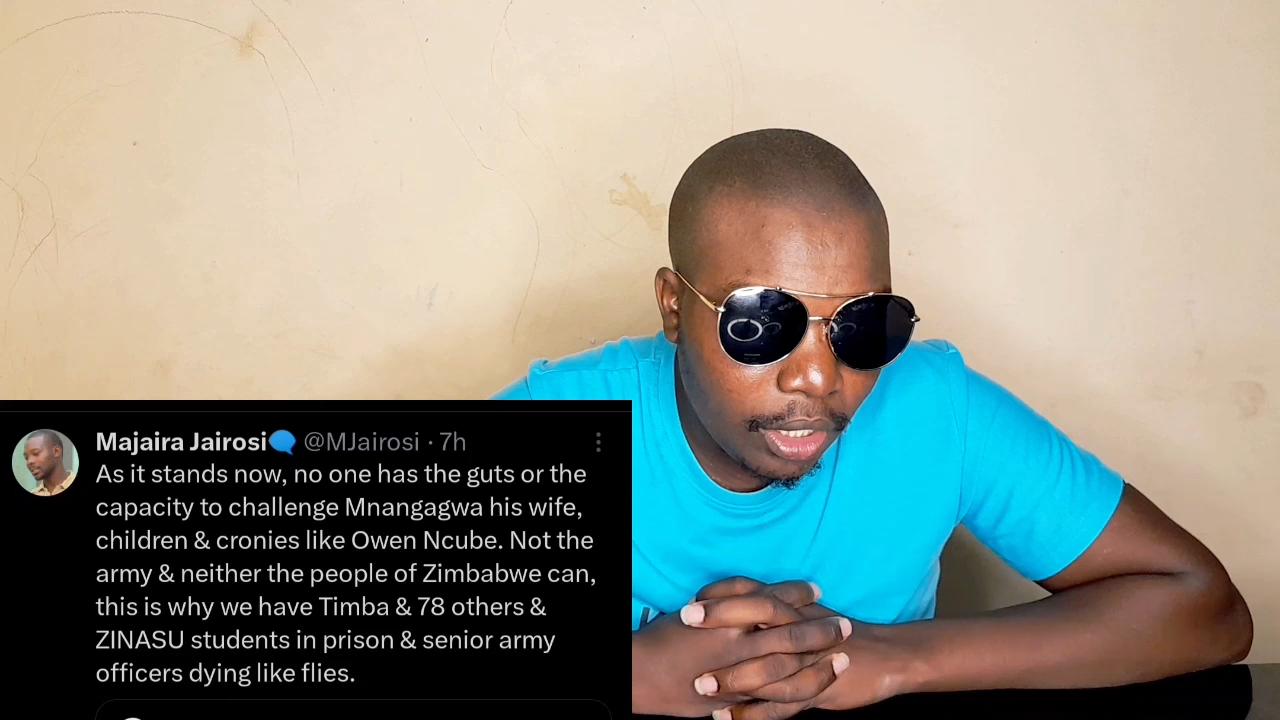 Majaira Jairosi @MJairosi · 7h
As it stands now, no one has the guts or the
capacity to challenge Mnangagwa his wife,
children & cronies like Owen Ncube. Not the
army & neither the people of Zimbabwe can,
this is why we have Timba & 78 others &
ZINASU students in prison & senior army
officers dying like flies.